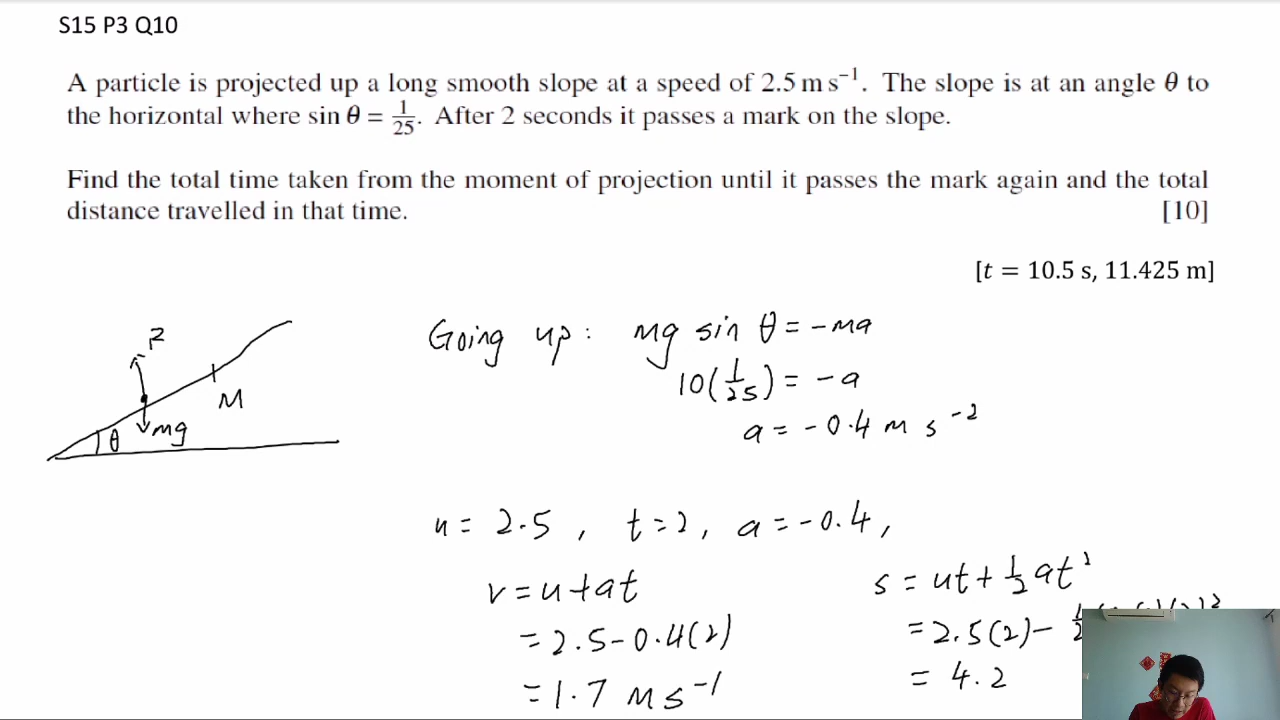 S15 P3 Q10
A particle is projected up a long smooth slope at a speed of 2.5 m s⁻¹. The slope is at an angle θ to
the horizontal where sin θ = 1/25. After 2 seconds it passes a mark on the slope.
Find the total time taken from the moment of projection until it passes the mark again and the total
distance travelled in that time. [10]
[t = 10.5 s, 11.425 m]
R
M
mg
θ
Going up: mg sin θ = -ma
10(1/25) = -a
a = -0.4 m s⁻²
u = 2.5, t=2, a = -0.4,
v = u+at
= 2.5-0.4(2)
= 1.7 m s⁻¹
s = ut + 1/2 at²
= 2.5(2) -
= 4.2